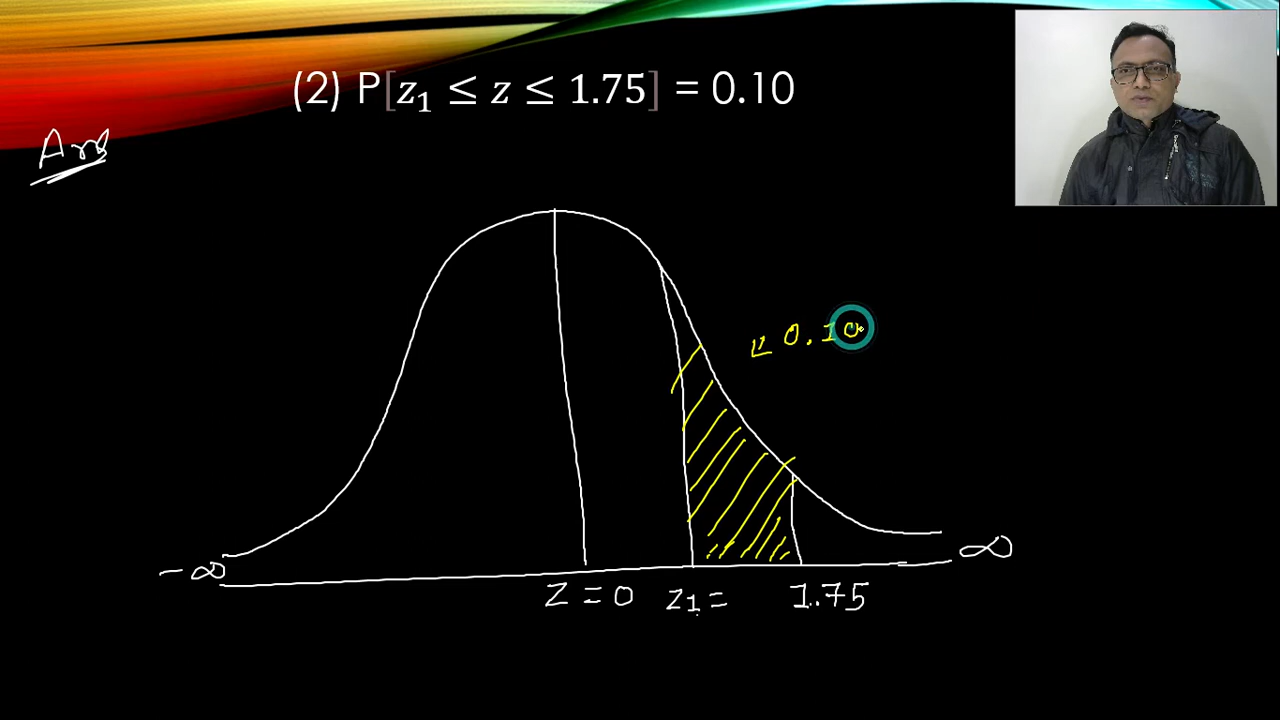 (2) P[z₁ ≤ z ≤ 1.75] = 0.10
Ans
0.10
-∞ ∞
Z = 0 z₁ = 1.75